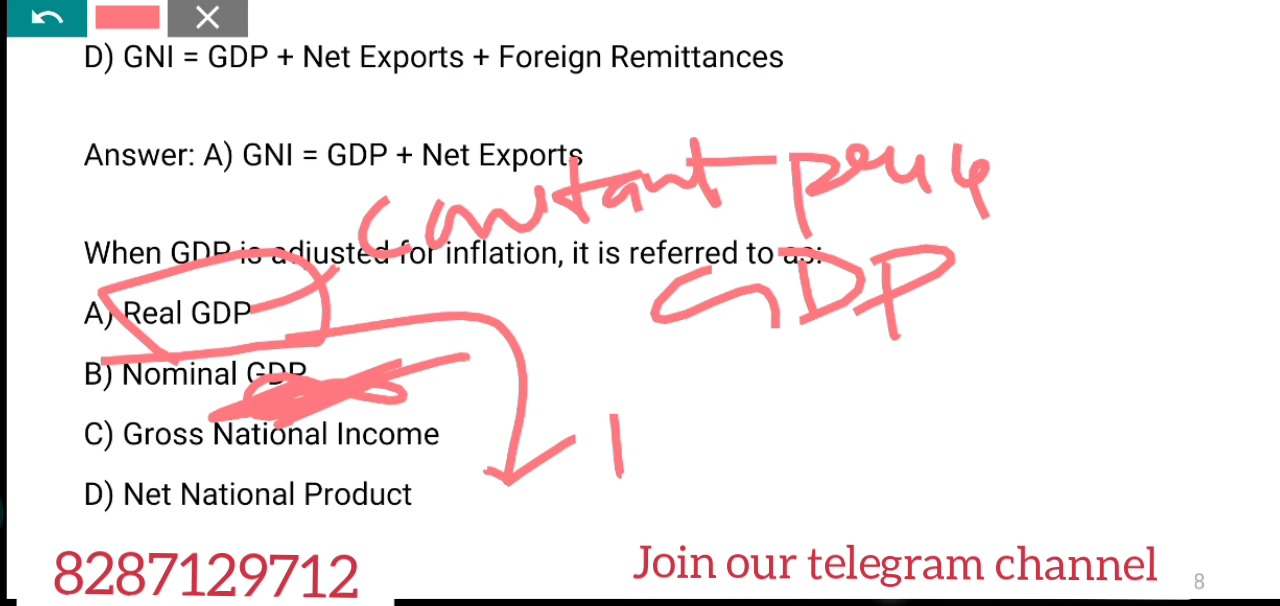 D) GNI = GDP + Net Exports + Foreign Remittances
Answer: A) GNI = GDP + Net Exports
constant
When GDP is adjusted for inflation, it is referred to as:
GDP
A) Real GDP
B) Nominal GDP
C) Gross National Income
D) Net National Product
8287129712
Join our telegram channel
8